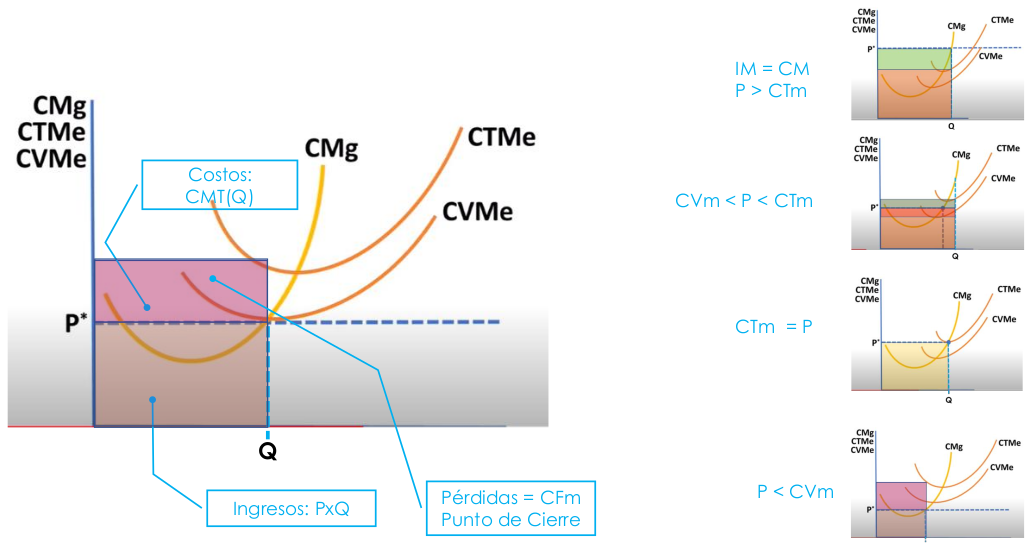 CMg
CTMe
CVMe
Costos:
CMT(Q)
CMg
CTMe
CVMe
P*
Q
Ingresos: PxQ
Pérdidas = CFm
Punto de Cierre
IM = CM
P > CTm
CMg
CTMe
CVMe
CMg
CTMe
CVMe
P*
Q
CVm < P < CTm
CMg
CTMe
CVMe
CMg
CTMe
CVMe
P*
Q
CTm = P
CMg
CTMe
CVMe
CMg
CTMe
CVMe
P*
Q
P < CVm
CMg
CTMe
CVMe
CMg
CTMe
CVMe
P*